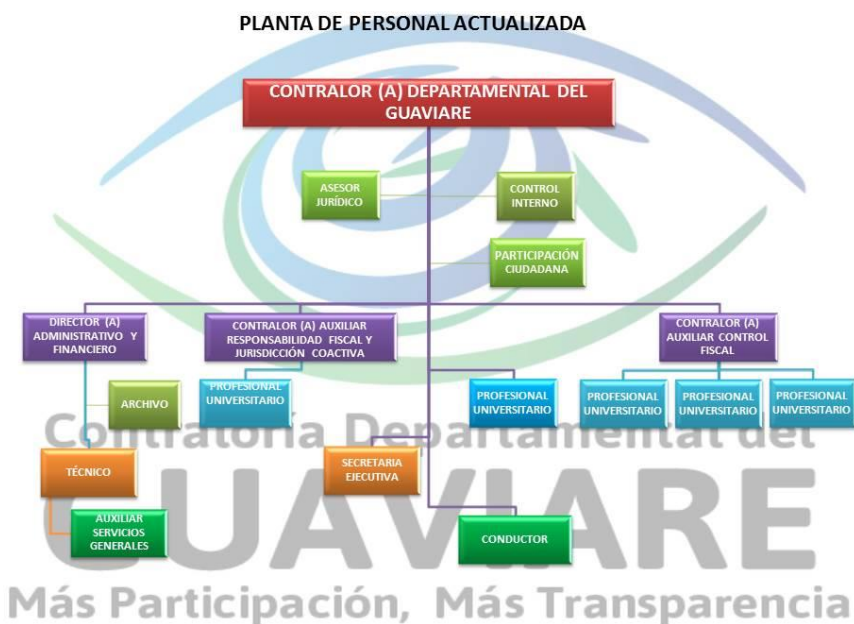 PLANTA DE PERSONAL ACTUALIZADA
CONTRALOR (A) DEPARTAMENTAL DEL
GUAVIARE
ASESOR
JURÍDICO
CONTROL
INTERNO
PARTICIPACIÓN
CIUDADANA
DIRECTOR (A)
ADMINISTRATIVO Y
FINANCIERO
CONTRALOR (A) AUXILIAR
RESPONSABILIDAD FISCAL Y
JURISDICCIÓN COACTIVA
CONTRALOR (A)
AUXILIAR CONTROL
FISCAL
ARCHIVO
PROFESIONAL
UNIVERSITARIO
PROFESIONAL
UNIVERSITARIO
PROFESIONAL
UNIVERSITARIO
PROFESIONAL
UNIVERSITARIO
PROFESIONAL
UNIVERSITARIO
Contraloría Departamental del
GUAVIARE
TÉCNICO
SECRETARIA
EJECUTIVA
AUXILIAR
SERVICIOS
GENERALES
CONDUCTOR
Más Participación, Más Transparencia